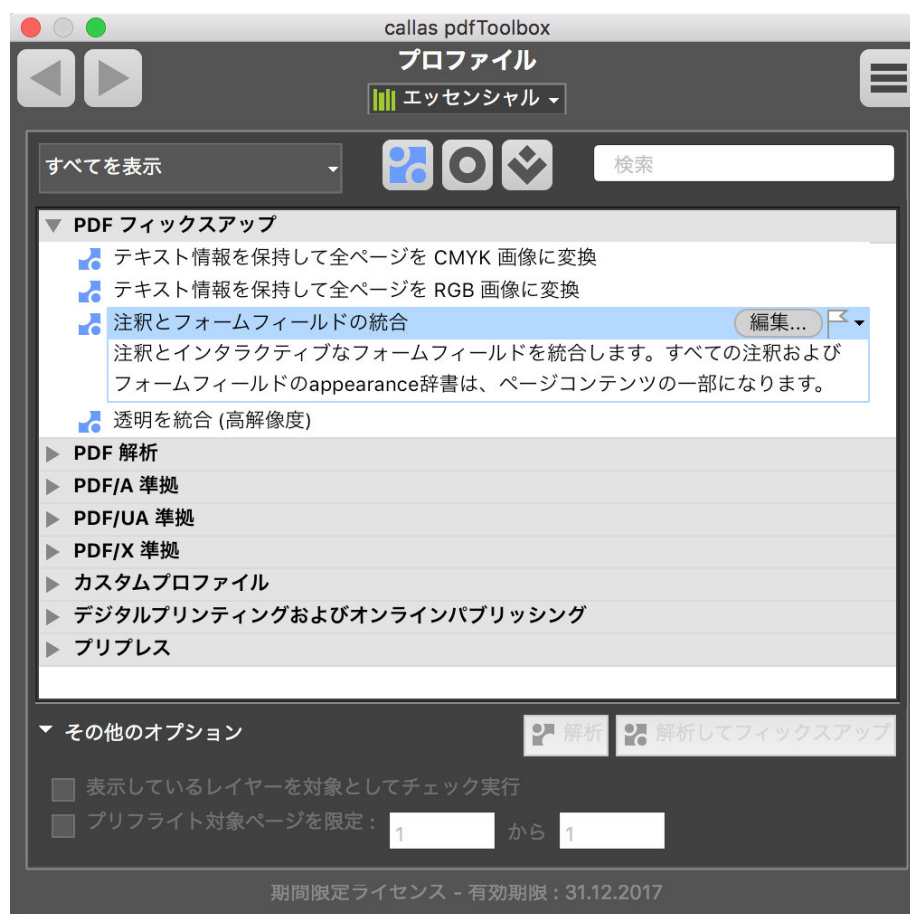 callas pdfToolbox
プロファイル
エッセンシャル
すべてを表示
検索
PDF フィックスアップ
テキスト情報を保持して全ページを CMYK 画像に変換
テキスト情報を保持して全ページを RGB 画像に変換
注釈とフォームフィールドの統合 編集...
注釈とインタラクティブなフォームフィールドを統合します。すべての注釈および
フォームフィールドのappearance辞書は、ページコンテンツの一部になります。
透明を統合 (高解像度)
PDF 解析
PDF/A 準拠
PDF/UA 準拠
PDF/X 準拠
カスタムプロファイル
デジタルプリンティングおよびオンラインパブリッシング
プリプレス
その他のオプション 解析 解析してフィックスアップ
表示しているレイヤーを対象としてチェック実行
プリフライト対象ページを限定： 1 から 1
期間限定ライセンス - 有効期限 : 31.12.2017